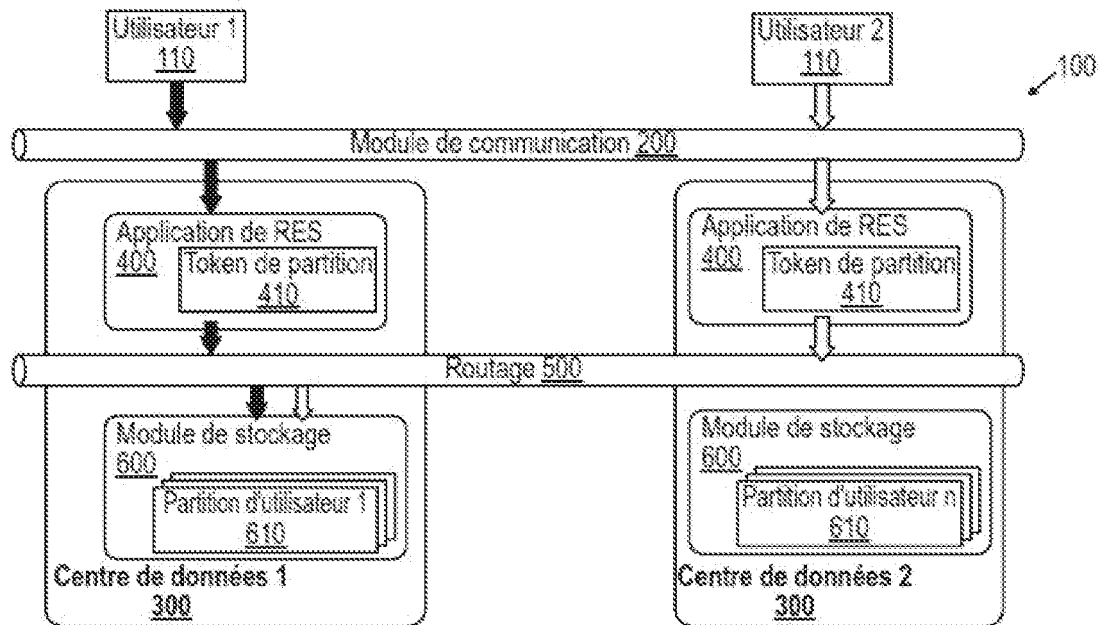 Utilisateur 1
110
Utilisateur 2
110
100
Module de communication 200
Application de RES
400
Token de partition
410
Application de RES
400
Token de partition
410
Routage 500
Module de stockage
600
Partition d'utilisateur 1
610
Module de stockage
600
Partition d'utilisateur n
610
Centre de données 1
300
Centre de données 2
300